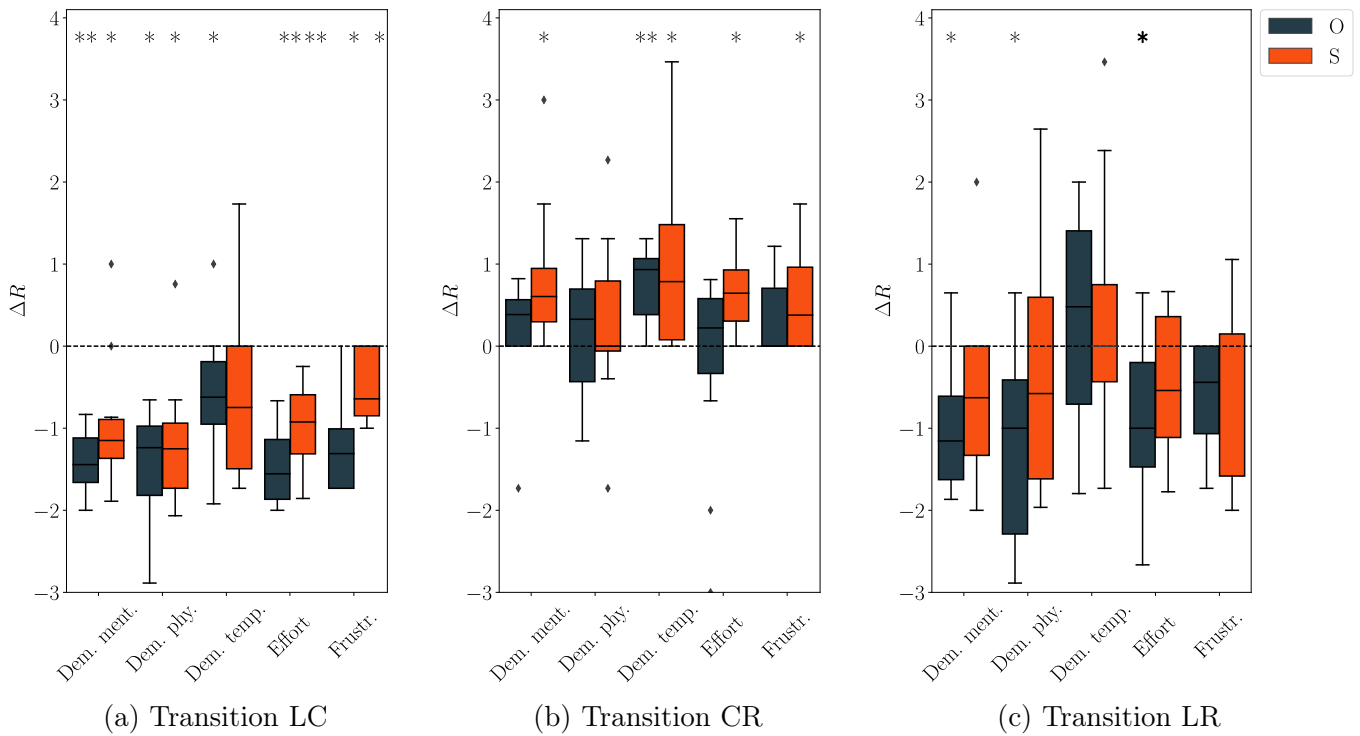 4 ** * * * * ** ** * *
3
2
1
0
−1
−2
−3
ΔR
Dem. ment. Dem. phy. Dem. temp. Effort Frustr.
(a) Transition LC
4 * ** * * *
3
2
1
0
−1
−2
−3
ΔR
Dem. ment. Dem. phy. Dem. temp. Effort Frustr.
(b) Transition CR
4 * * *
3
2
1
0
−1
−2
−3
ΔR
Dem. ment. Dem. phy. Dem. temp. Effort Frustr.
(c) Transition LR
O
S